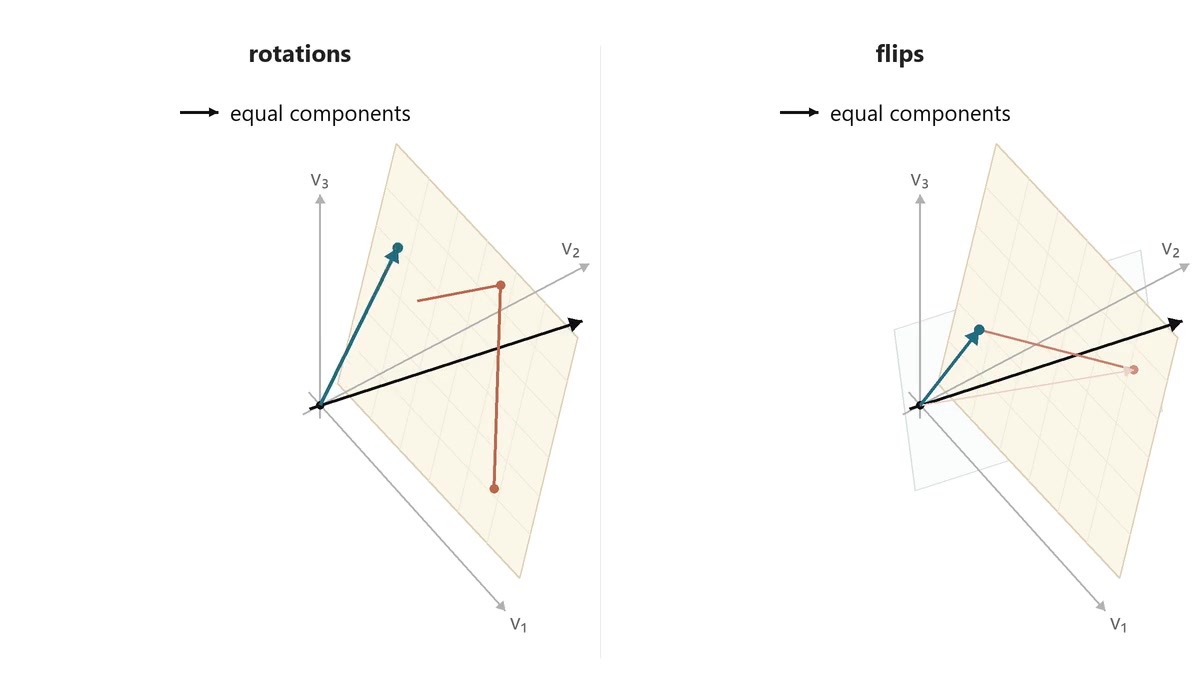 rotations
equal components
V3
V2
V1
flips
equal components
V3
V2
V1